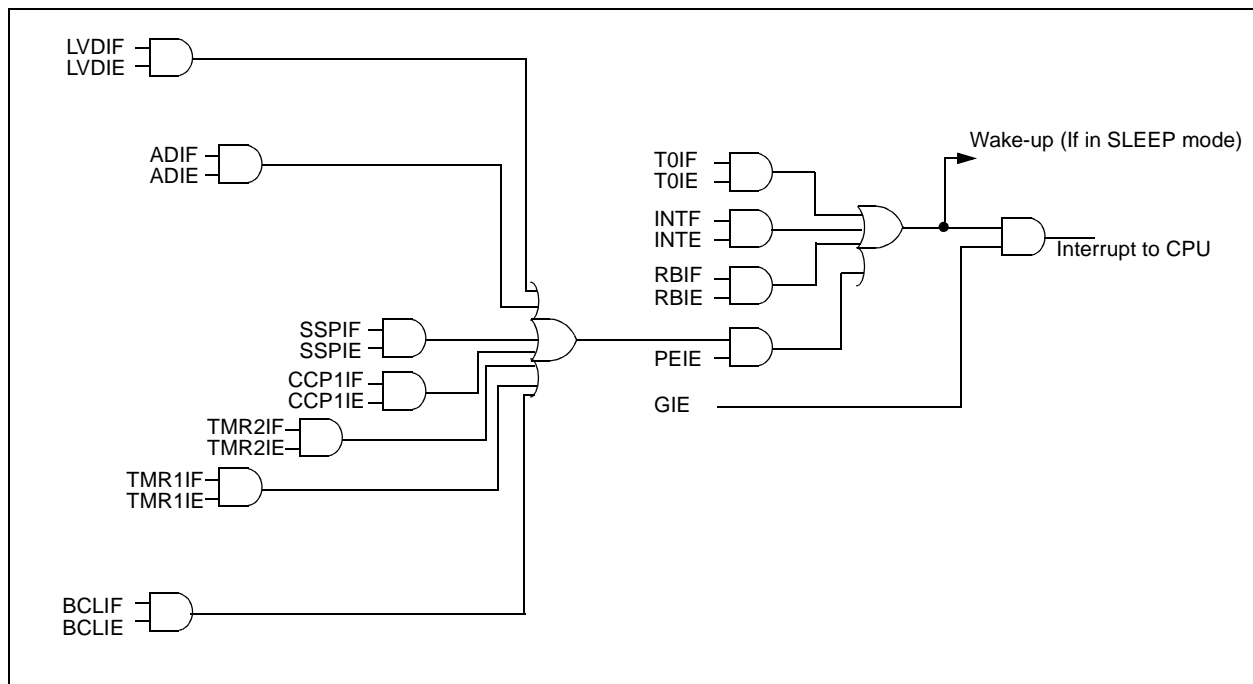 LVDIF
LVDIE
ADIF
ADIE
SSPIF
SSPIE
CCP1IF
CCP1IE
TMR2IF
TMR2IE
TMR1IF
TMR1IE
BCLIF
BCLIE
T0IF
T0IE
INTF
INTE
RBIF
RBIE
PEIE
GIE
Wake-up (If in SLEEP mode)
Interrupt to CPU